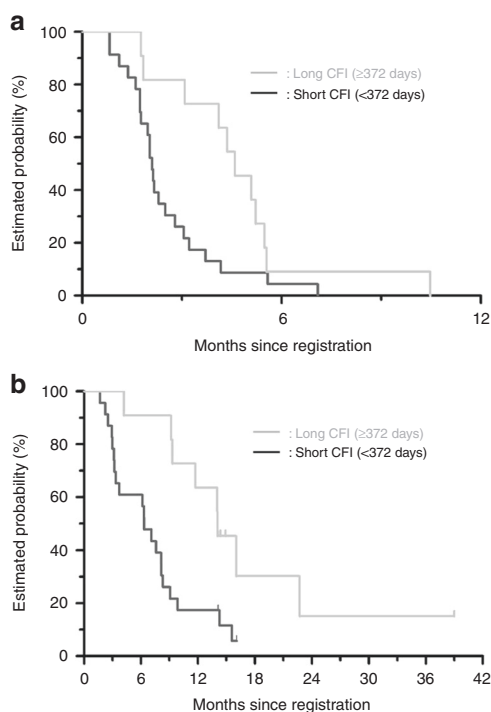 a
Estimated probability (%)
100
80
60
40
20
0
: Long CFI (≥372 days)
: Short CFI (<372 days)
0 6 12
Months since registration
b
Estimated probability (%)
100
80
60
40
20
0
: Long CFI (≥372 days)
: Short CFI (<372 days)
0 6 12 18 24 30 36 42
Months since registration